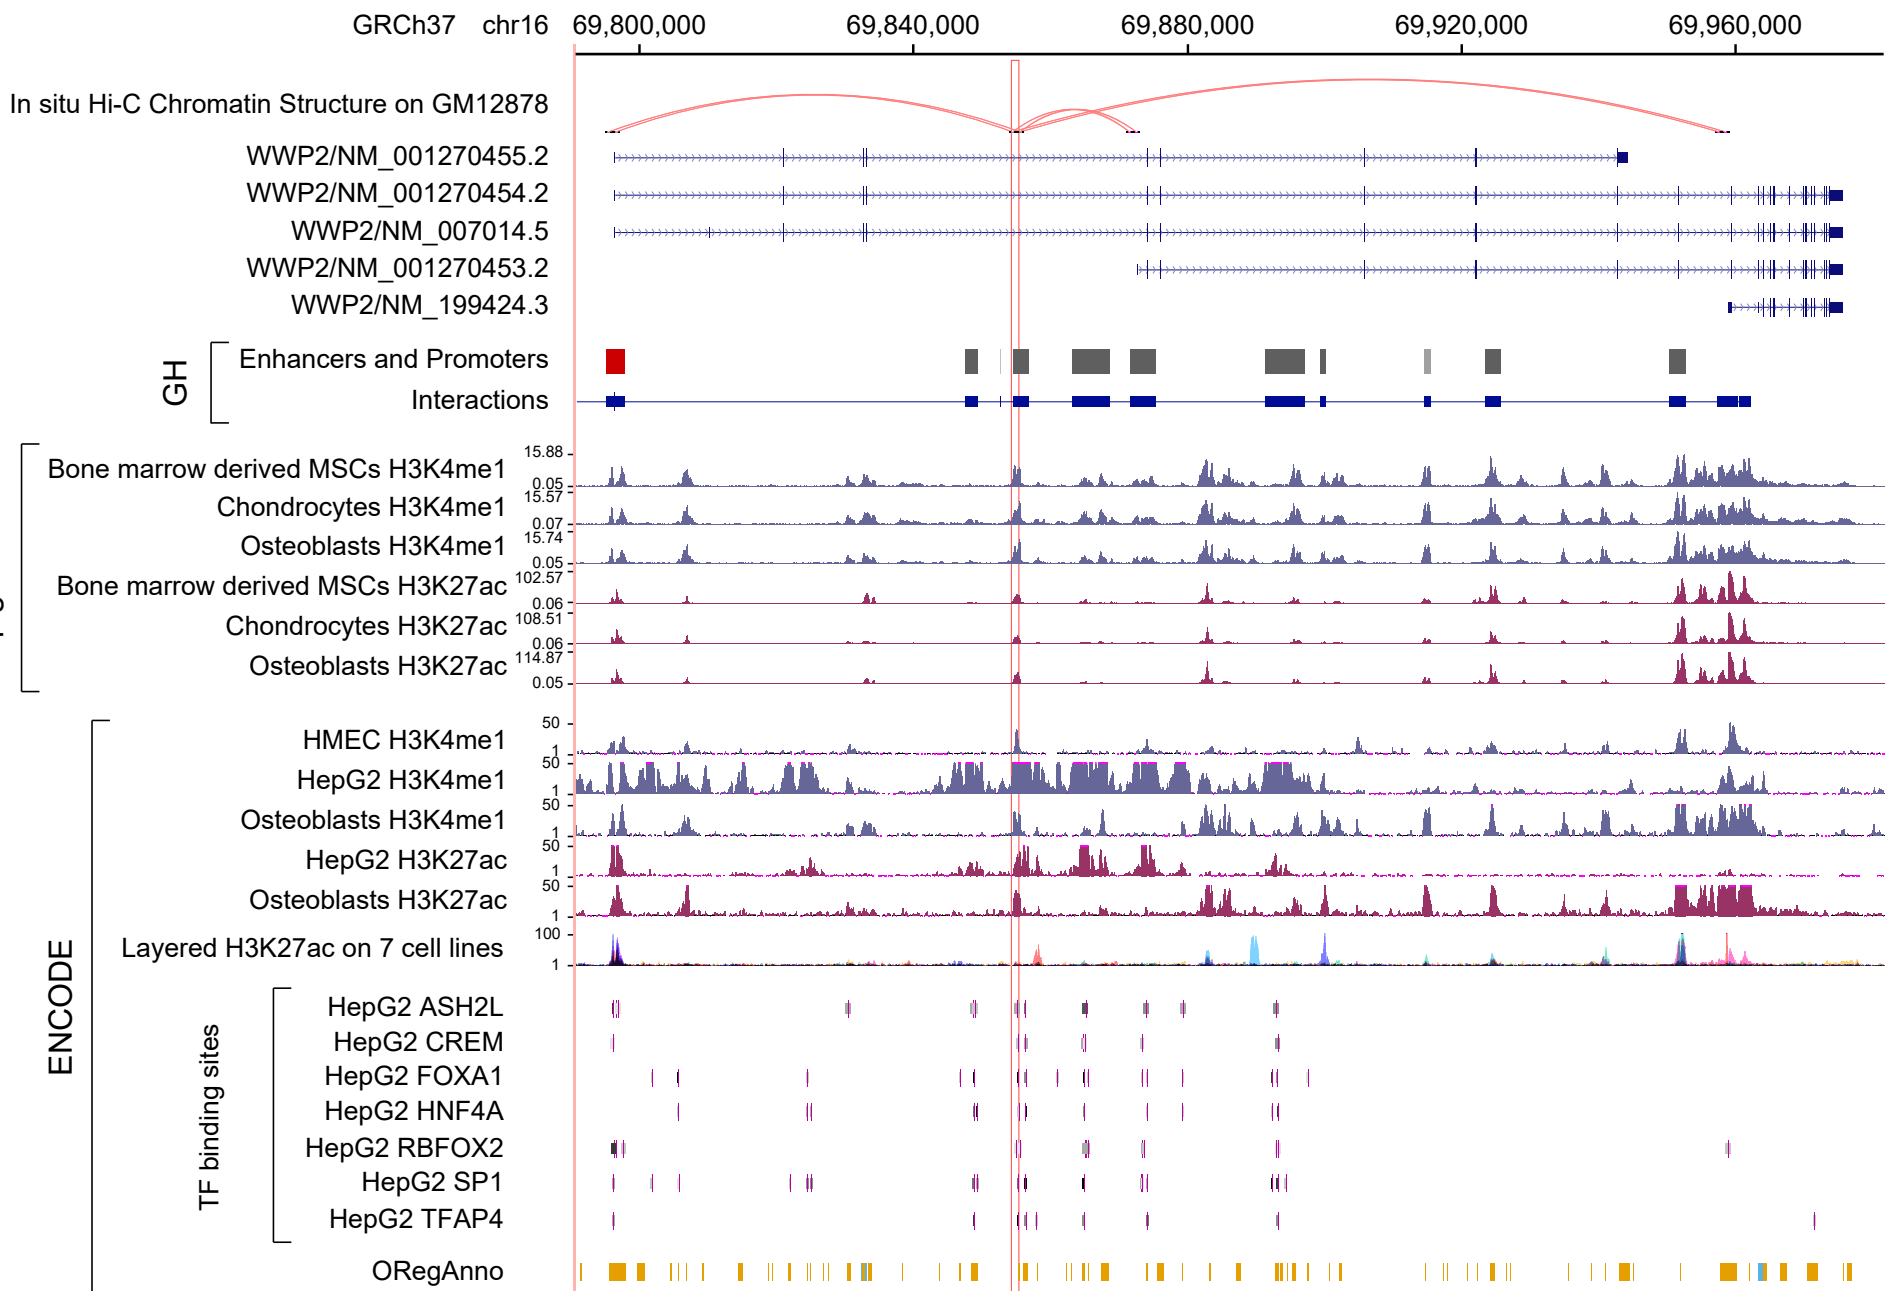 GRCh37 chr16 69,800,000 69,840,000 69,880,000 69,920,000 69,960,000
In situ Hi-C Chromatin Structure on GM12878
WWP2/NM_001270455.2
WWP2/NM_001270454.2
WWP2/NM_007014.5
WWP2/NM_001270453.2
WWP2/NM_199424.3
GH
Enhancers and Promoters
Interactions
Bone marrow derived MSCs H3K4me1 15.88 0.05
Chondrocytes H3K4me1 15.57 0.07
Osteoblasts H3K4me1 15.74 0.05
Bone marrow derived MSCs H3K27ac 102.57 0.06
Chondrocytes H3K27ac 108.51 0.06
Osteoblasts H3K27ac 114.87 0.05
ENCODE
HMEC H3K4me1 50 1
HepG2 H3K4me1 50 1
Osteoblasts H3K4me1 50 1
HepG2 H3K27ac 50 1
Osteoblasts H3K27ac 50 1
Layered H3K27ac on 7 cell lines 100 1
TF binding sites
HepG2 ASH2L
HepG2 CREM
HepG2 FOXA1
HepG2 HNF4A
HepG2 RBFOX2
HepG2 SP1
HepG2 TFAP4
ORegAnno